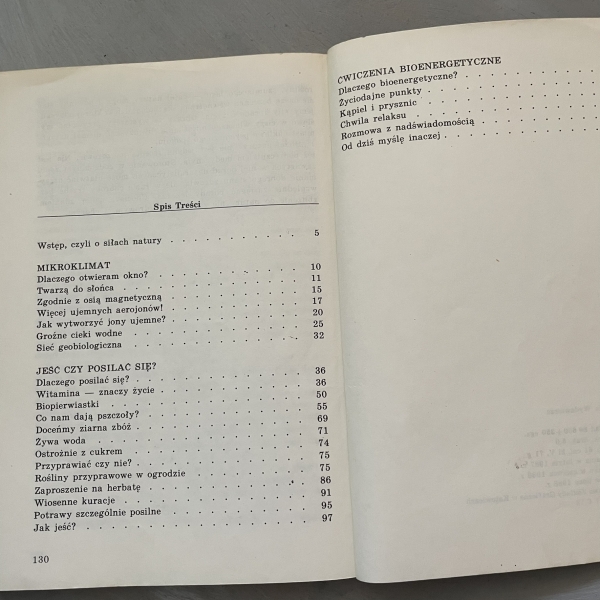 Spis Treści
Wstęp, czyli o siłach natury . . . . . . . . . . . 5
MIKROKLIMAT
Dlaczego otwieram okno? . . . . . . . . . . . 10
Twarzą do słońca . . . . . . . . . . . 11
Zgodnie z osią magnetyczną . . . . . . . . . . . 15
Więcej ujemnych aerojonów! . . . . . . . . . . . 17
Jak wytworzyć jony ujemne? . . . . . . . . . . . 20
Groźne cieki wodne . . . . . . . . . . . 25
Sieć geobiologiczna . . . . . . . . . . . 32
JEŚĆ CZY POSILAĆ SIĘ?
Dlaczego posilać się? . . . . . . . . . . . 36
Witamina — znaczy życie . . . . . . . . . . . 36
Biopierwiastki . . . . . . . . . . . 50
Co nam dają pszczoły? . . . . . . . . . . . 55
Doceńmy ziarna zbóż . . . . . . . . . . . 69
Żywa woda . . . . . . . . . . . 71
Ostrożnie z cukrem . . . . . . . . . . . 74
Przyprawiać czy nie? . . . . . . . . . . . 75
Rośliny przyprawowe w ogrodzie . . . . . . . . . . . 75
Zaproszenie na herbatę . . . . . . . . . . . 86
Wiosenne kuracje . . . . . . . . . . . 91
Potrawy szczególnie posilne . . . . . . . . . . . 95
Jak jeść? . . . . . . . . . . . 97
130
ĆWICZENIA BIOENERGETYCZNE
Dlaczego bioenergetyczne? . . . . . . . . .
Życiodajne punkty . . . . . . . . .
Kąpiel i prysznic . . . . . . . . .
Chwila relaksu . . . . . . . . .
Rozmowa z nadświadomością . . . . . . . . .
Od dziś myślę inaczej . . . . . . . . .